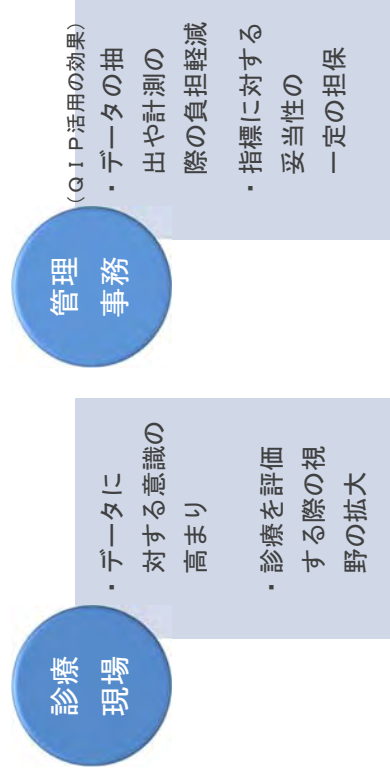 診療
現場
・データに
対する意識の
高まり
・診療を評価
する際の視
野の拡大
管理
事務
（ＱＩＰ活用の効果）
・データの抽
出や計測の
際の負担軽減
・指標に対する
妥当性の
一定の担保